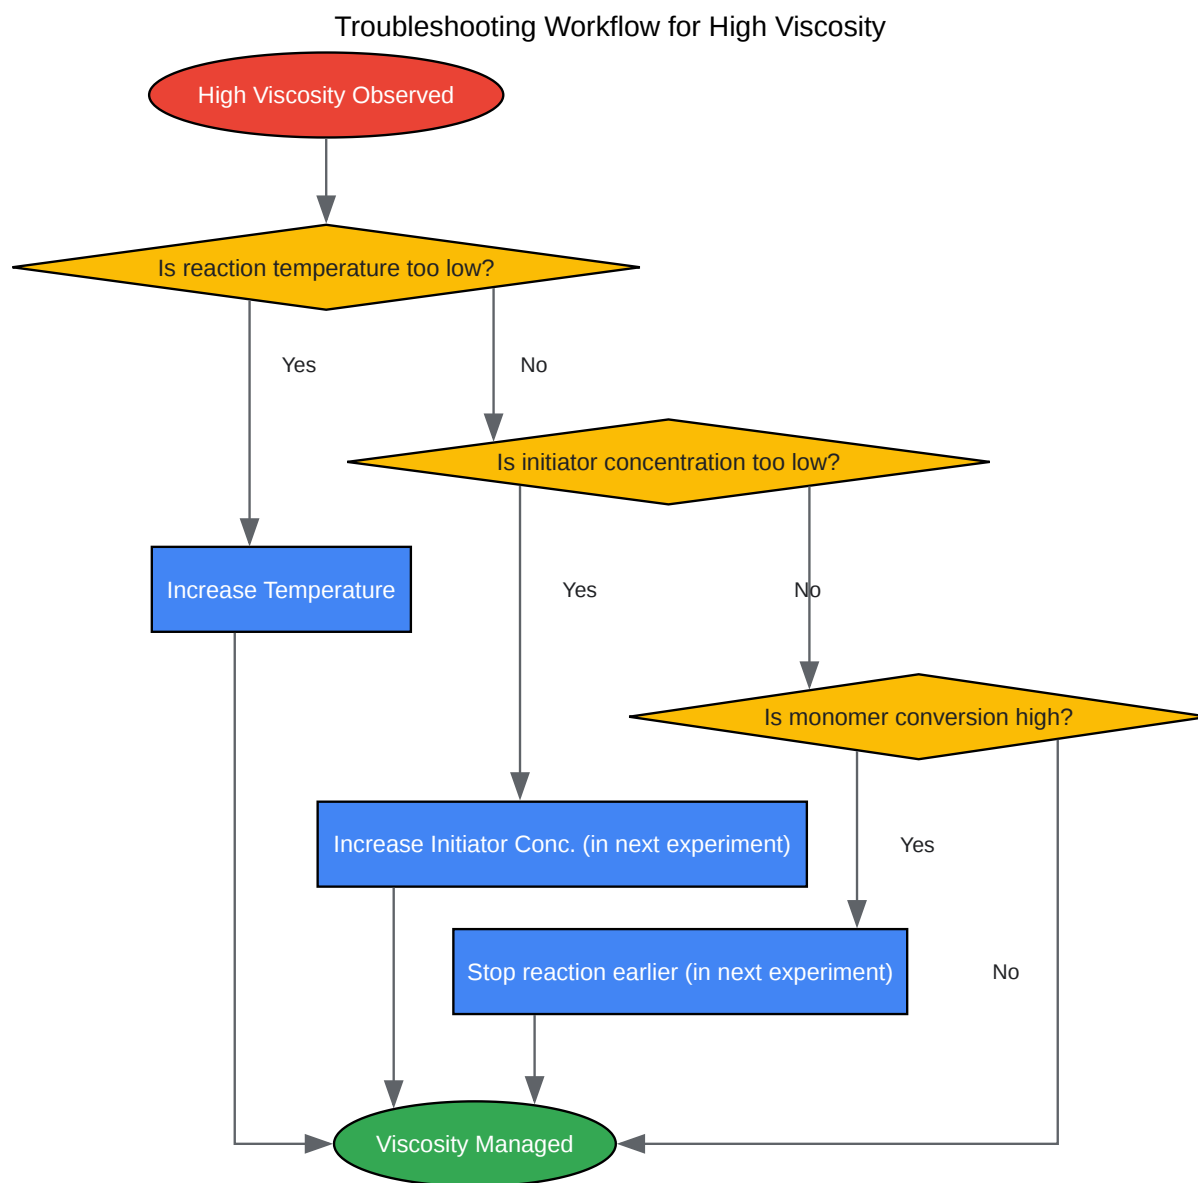 Troubleshooting Workflow for High Viscosity
High Viscosity Observed
Is reaction temperature too low?
Yes
No
Is initiator concentration too low?
Increase Temperature
Yes
No
Is monomer conversion high?
Increase Initiator Conc. (in next experiment)
Yes
Stop reaction earlier (in next experiment)
No
Viscosity Managed